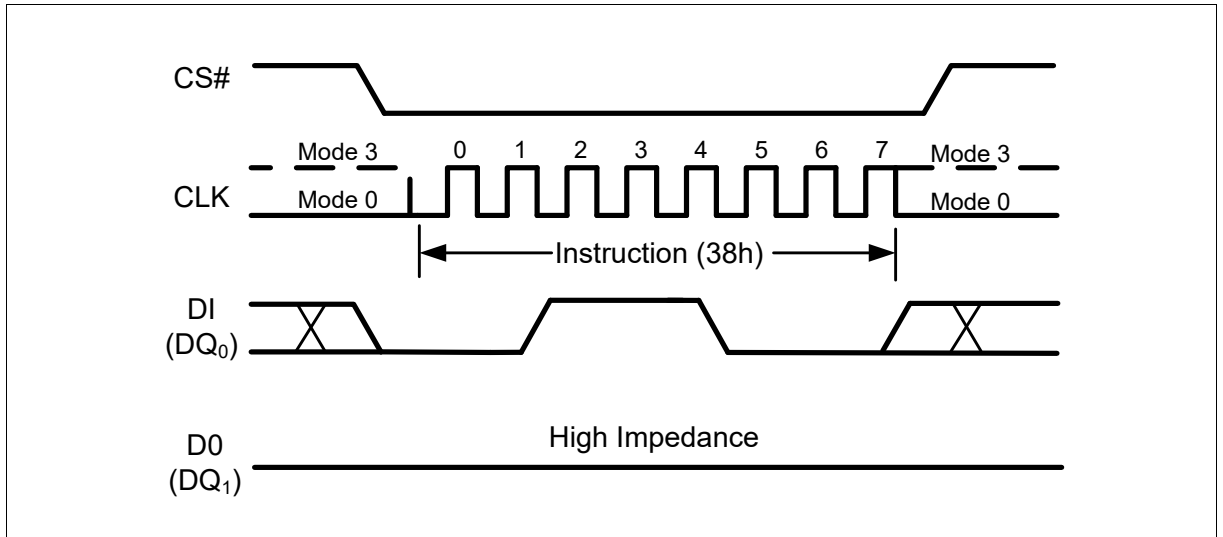 CS#
Mode 3 0 1 2 3 4 5 6 7 Mode 3
CLK
Mode 0 Mode 0
Instruction (38h)
DI
(DQ0)
High Impedance
D0
(DQ1)